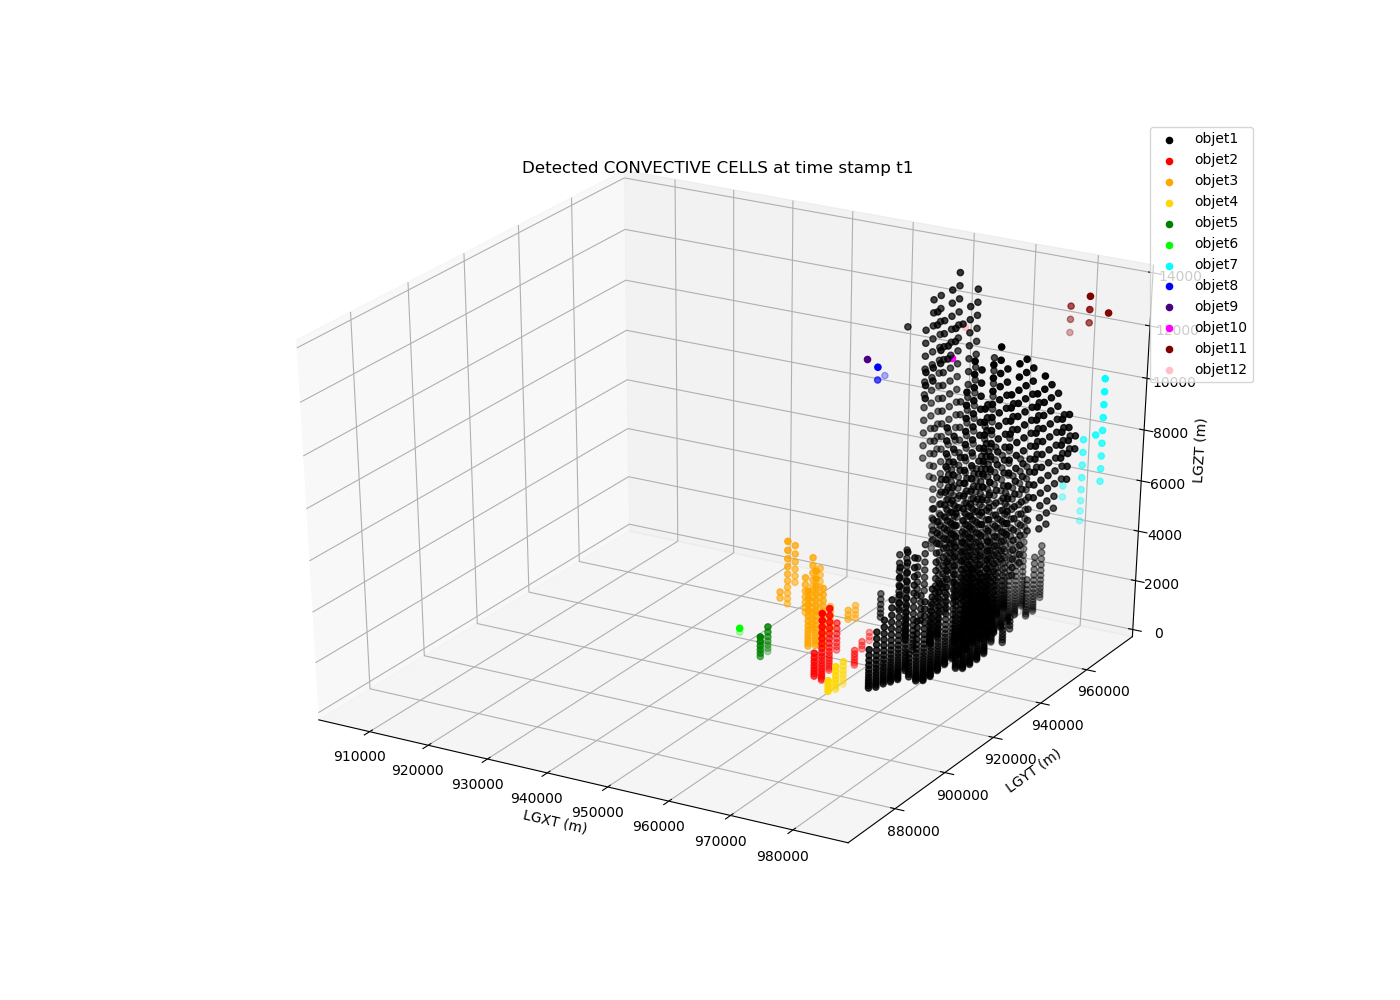 Detected CONVECTIVE CELLS at time stamp t1
objet1
objet2
objet3
objet4
objet5
objet6
objet7
objet8
objet9
objet10
objet11
objet12
14000
12000
10000
8000
6000
4000
2000
0
LGZT (m)
960000
940000
920000
900000
880000
LGYT (m)
910000
920000
930000
940000
950000
960000
970000
980000
LGXT (m)